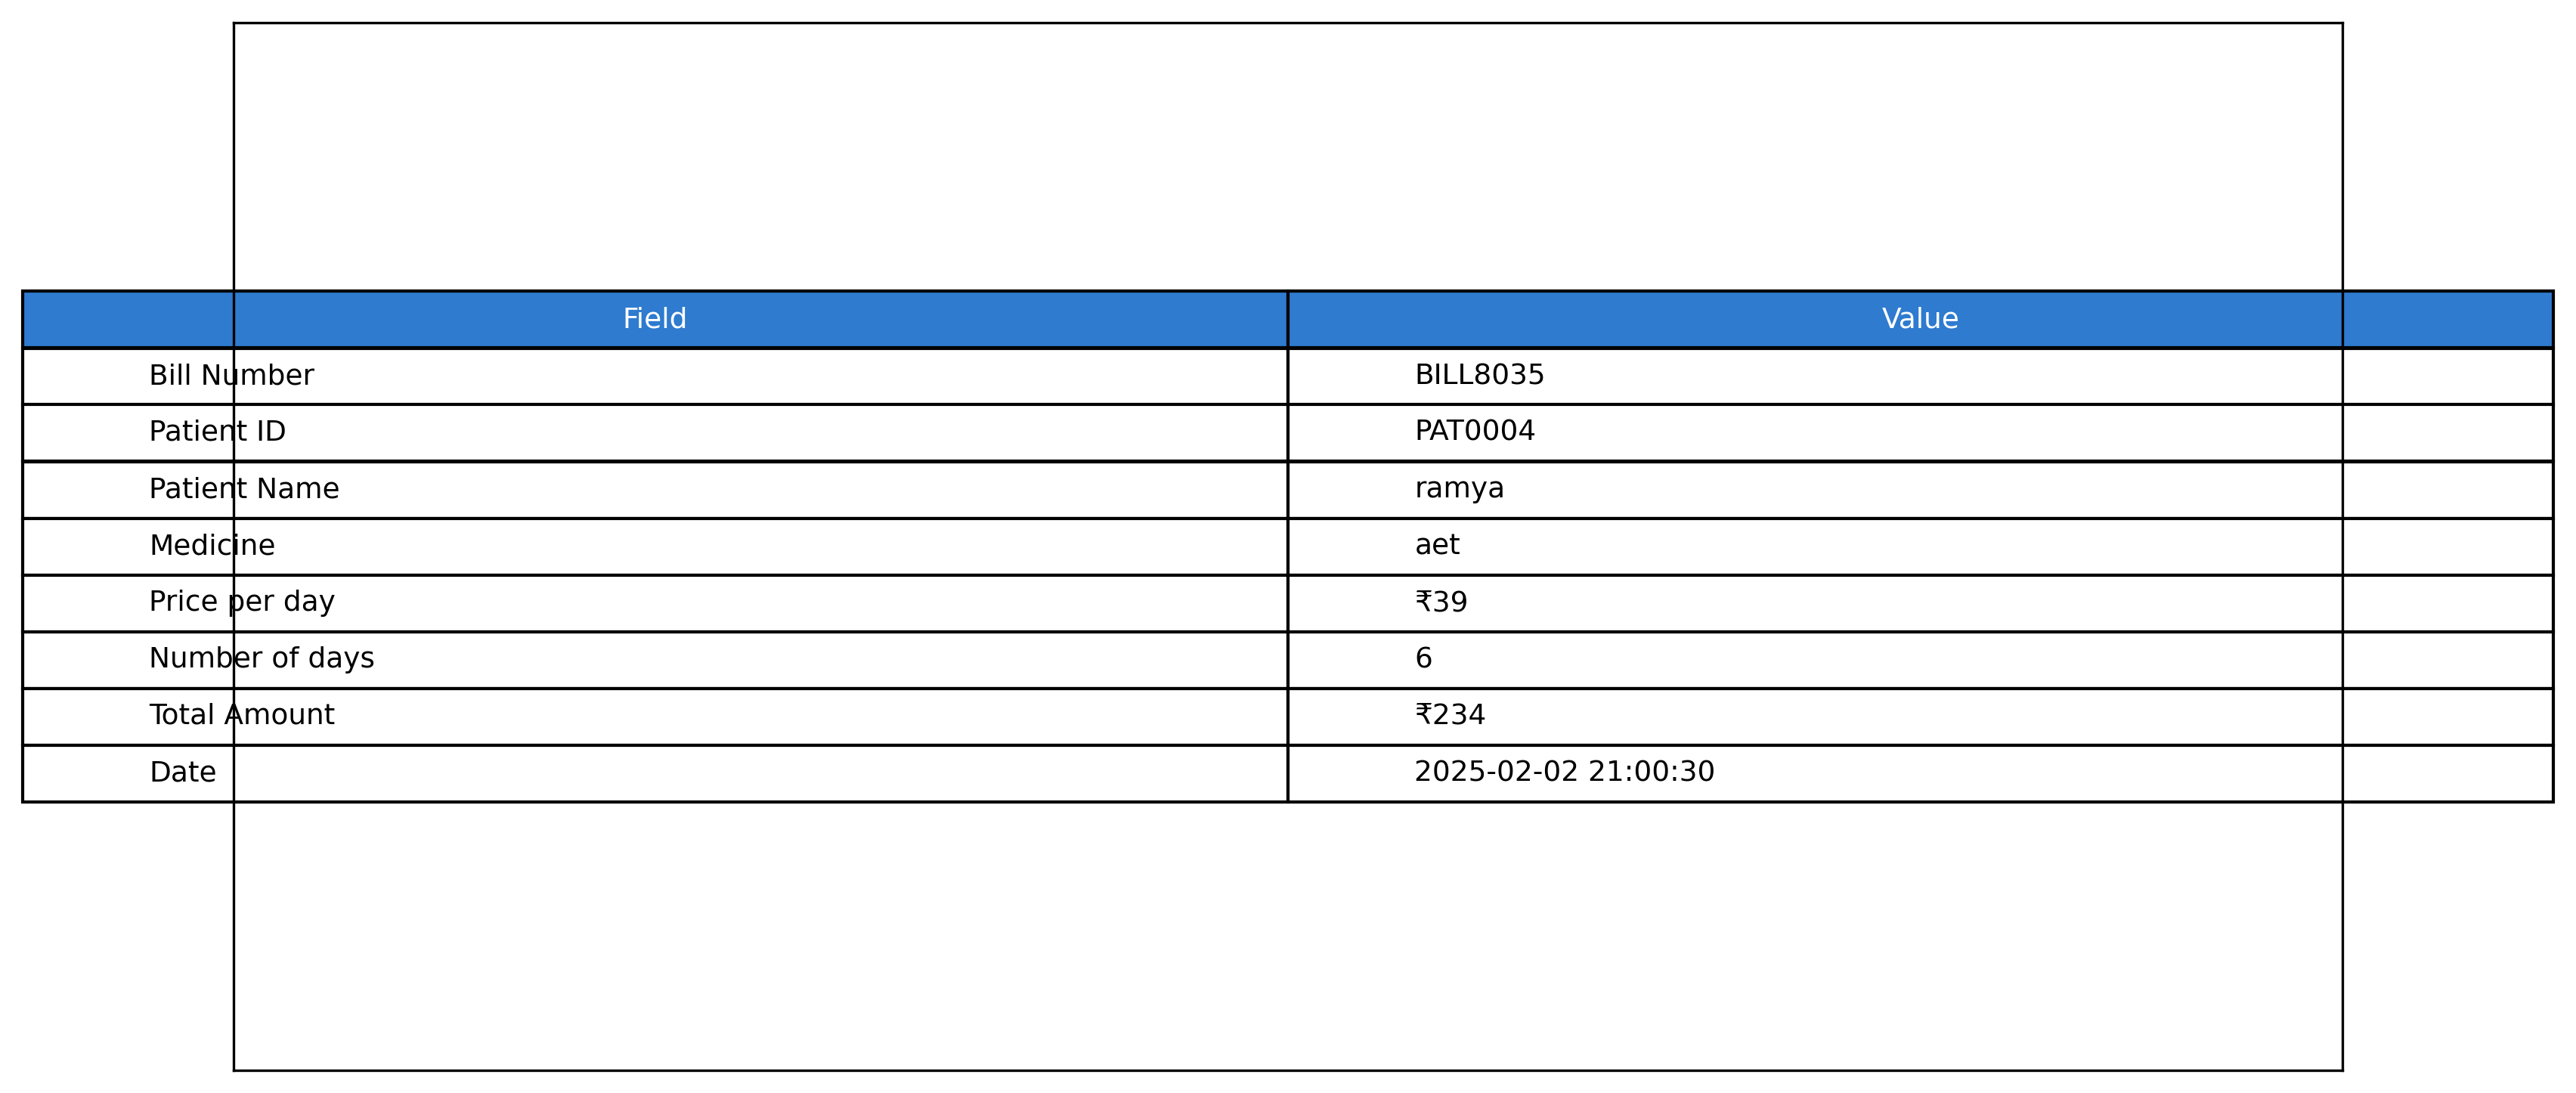 Field Value
Bill Number BILL8035
Patient ID PAT0004
Patient Name ramya
Medicine aet
Price per day ₹39
Number of days 6
Total Amount ₹234
Date 2025-02-02 21:00:30